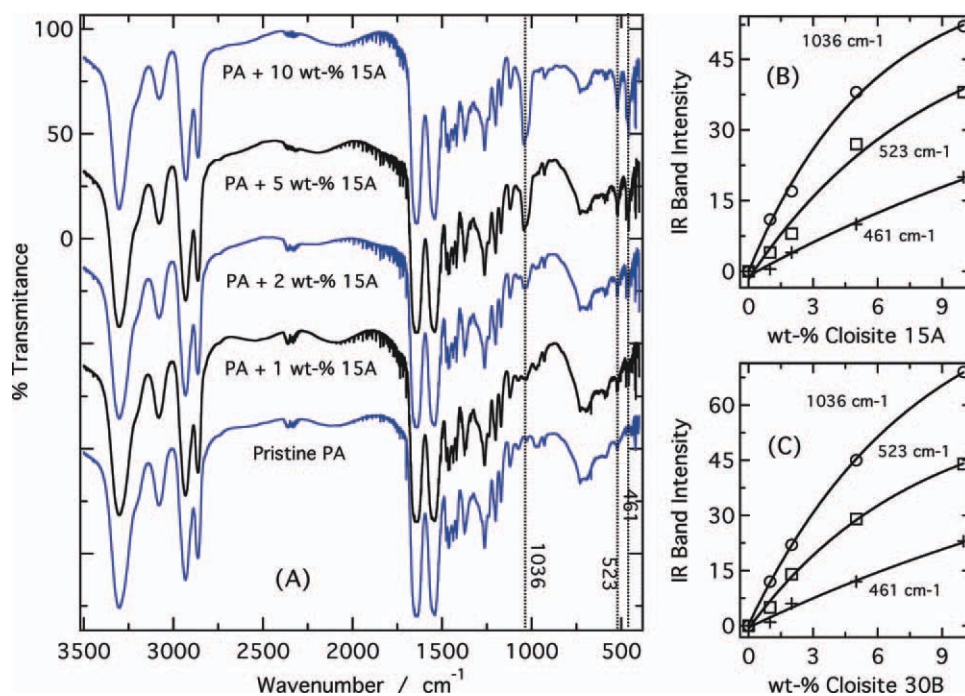 100
50
0
% Transmitance
PA + 10 wt-% 15A
PA + 5 wt-% 15A
PA + 2 wt-% 15A
PA + 1 wt-% 15A
Pristine PA
(A)
1036
523
461
3500
3000
2500
2000
1500
1000
500
Wavenumber / cm-1
(B)
1036 cm-1
523 cm-1
461 cm-1
45
30
15
0
IR Band Intensity
0
3
6
9
wt-% Cloisite 15A
(C)
1036 cm-1
523 cm-1
461 cm-1
60
45
30
15
0
IR Band Intensity
0
3
6
9
wt-% Cloisite 30B